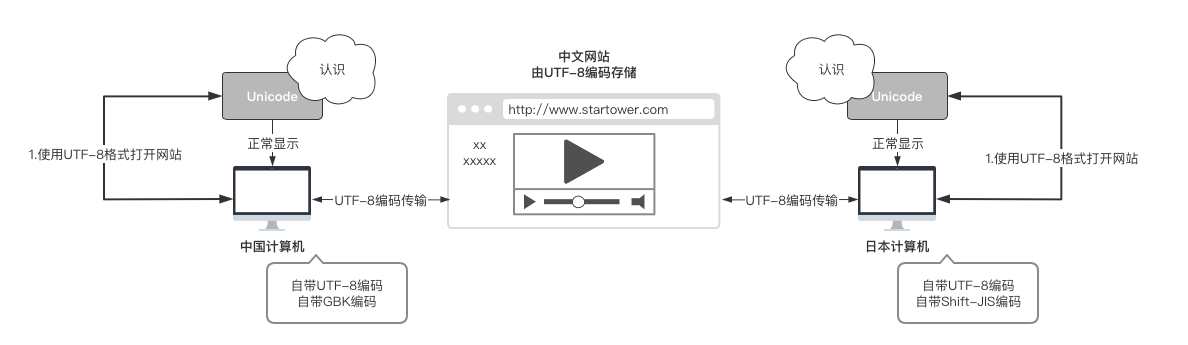 认识
Unicode
正常显示
1.使用UTF-8格式打开网站
中国计算机
自带UTF-8编码
自带GBK编码
UTF-8编码传输
中文网站
由UTF-8编码存储
http://www.startower.com
xx
xxxxx
UTF-8编码传输
认识
Unicode
正常显示
1.使用UTF-8格式打开网站
日本计算机
自带UTF-8编码
自带Shift-JIS编码